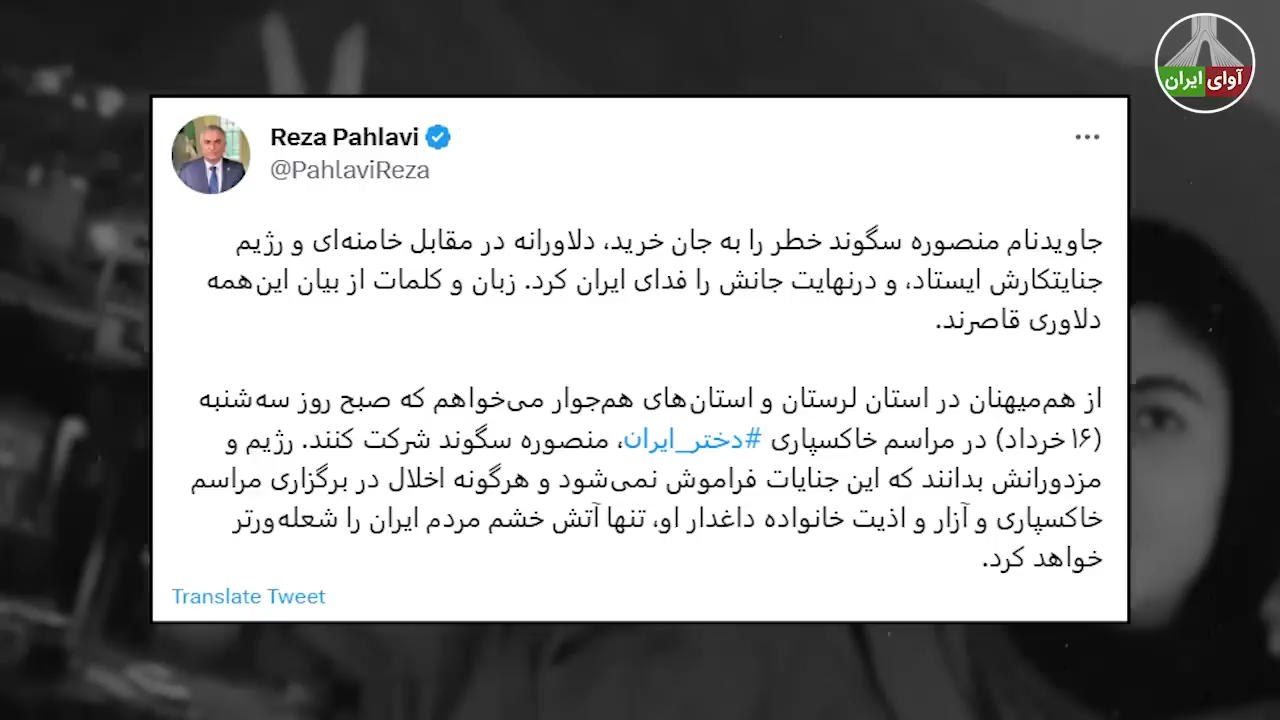 آوای ایران
Reza Pahlavi
@PahlaviReza
جاویدنام منصوره سگوند خطر را به جان خرید، دلاورانه در مقابل خامنه‌ای و رژیم
جنایتکارش ایستاد، و درنهایت جانش را فدای ایران کرد. زبان و کلمات از بیان این‌همه
دلاوری قاصرند.
از هم‌میهنان در استان لرستان و استان‌های هم‌جوار می‌خواهم که صبح روز سه‌شنبه
(۱۶ خرداد) در مراسم خاکسپاری #دختر_ایران، منصوره سگوند شرکت کنند. رژیم و
مزدورانش بدانند که این جنایات فراموش نمی‌شود و هرگونه اخلال در برگزاری مراسم
خاکسپاری و آزار و اذیت خانواده داغدار او، تنها آتش خشم مردم ایران را شعله‌ورتر
خواهد کرد.
Translate Tweet